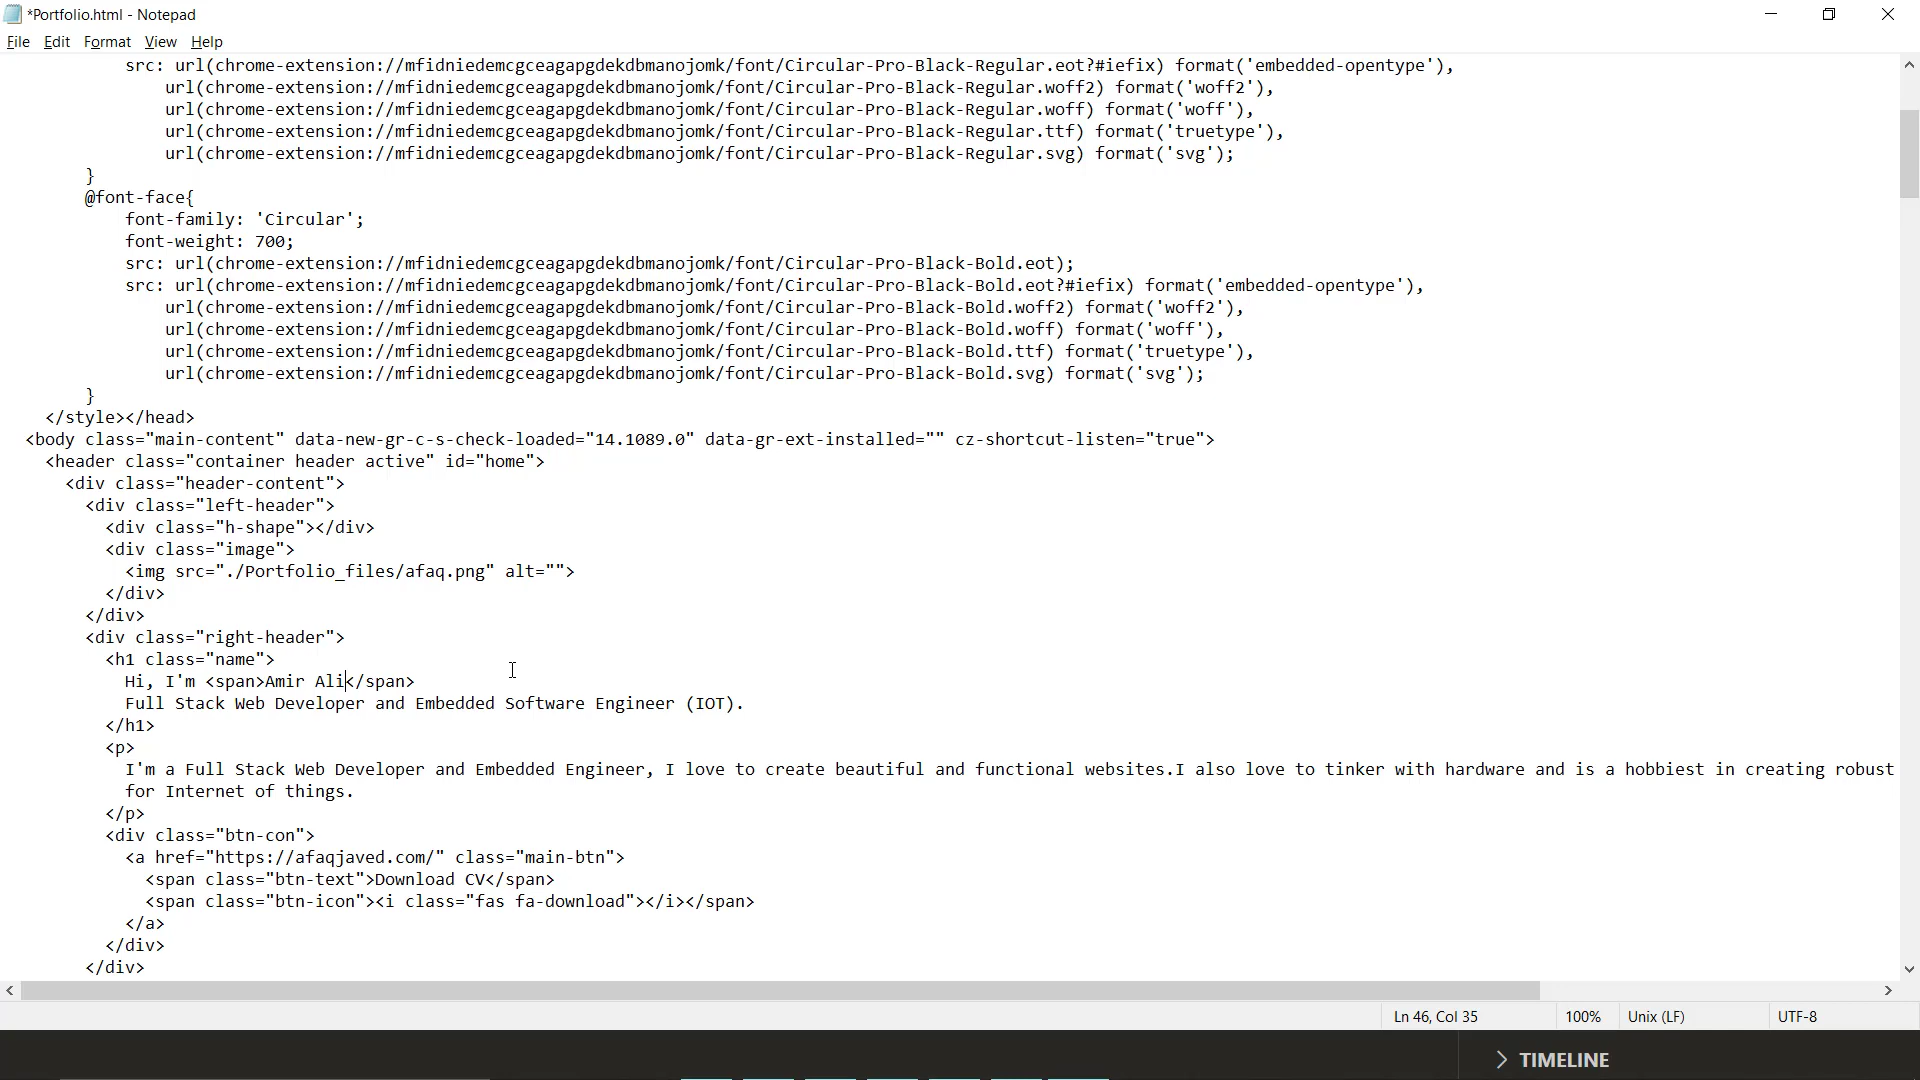 *Portfolio.html - Notepad
File Edit Format View Help
src: url(chrome-extension://mfidniedemcgceagapgdekdbmanojomk/font/Circular-Pro-Black-Regular.eot?#iefix) format('embedded-opentype'),
url(chrome-extension://mfidniedemcgceagapgdekdbmanojomk/font/Circular-Pro-Black-Regular.woff2) format('woff2'),
url(chrome-extension://mfidniedemcgceagapgdekdbmanojomk/font/Circular-Pro-Black-Regular.woff) format('woff'),
url(chrome-extension://mfidniedemcgceagapgdekdbmanojomk/font/Circular-Pro-Black-Regular.ttf) format('truetype'),
url(chrome-extension://mfidniedemcgceagapgdekdbmanojomk/font/Circular-Pro-Black-Regular.svg) format('svg');
}
@font-face{
font-family: 'Circular';
font-weight: 700;
src: url(chrome-extension://mfidniedemcgceagapgdekdbmanojomk/font/Circular-Pro-Black-Bold.eot);
src: url(chrome-extension://mfidniedemcgceagapgdekdbmanojomk/font/Circular-Pro-Black-Bold.eot?#iefix) format('embedded-opentype'),
url(chrome-extension://mfidniedemcgceagapgdekdbmanojomk/font/Circular-Pro-Black-Bold.woff2) format('woff2'),
url(chrome-extension://mfidniedemcgceagapgdekdbmanojomk/font/Circular-Pro-Black-Bold.woff) format('woff'),
url(chrome-extension://mfidniedemcgceagapgdekdbmanojomk/font/Circular-Pro-Black-Bold.ttf) format('truetype'),
url(chrome-extension://mfidniedemcgceagapgdekdbmanojomk/font/Circular-Pro-Black-Bold.svg) format('svg');
}
</style></head>
<body class="main-content" data-new-gr-c-s-check-loaded="14.1089.0" data-gr-ext-installed="" cz-shortcut-listen="true">
<header class="container header active" id="home">
<div class="header-content">
<div class="left-header">
<div class="h-shape"></div>
<div class="image">
<img src="./Portfolio_files/afaq.png" alt="">
</div>
</div>
<div class="right-header">
<h1 class="name">
Hi, I'm <span>Amir Ali</span>
Full Stack Web Developer and Embedded Software Engineer (IOT).
</h1>
<p>
I'm a Full Stack Web Developer and Embedded Engineer, I love to create beautiful and functional websites.I also love to tinker with hardware and is a hobbiest in creating robust
for Internet of things.
</p>
<div class="btn-con">
<a href="https://afaqjaved.com/" class="main-btn">
<span class="btn-text">Download CV</span>
<span class="btn-icon"><i class="fas fa-download"></i></span>
</a>
</div>
</div>
Ln 46, Col 35 100% Unix (LF) UTF-8
TIMELINE